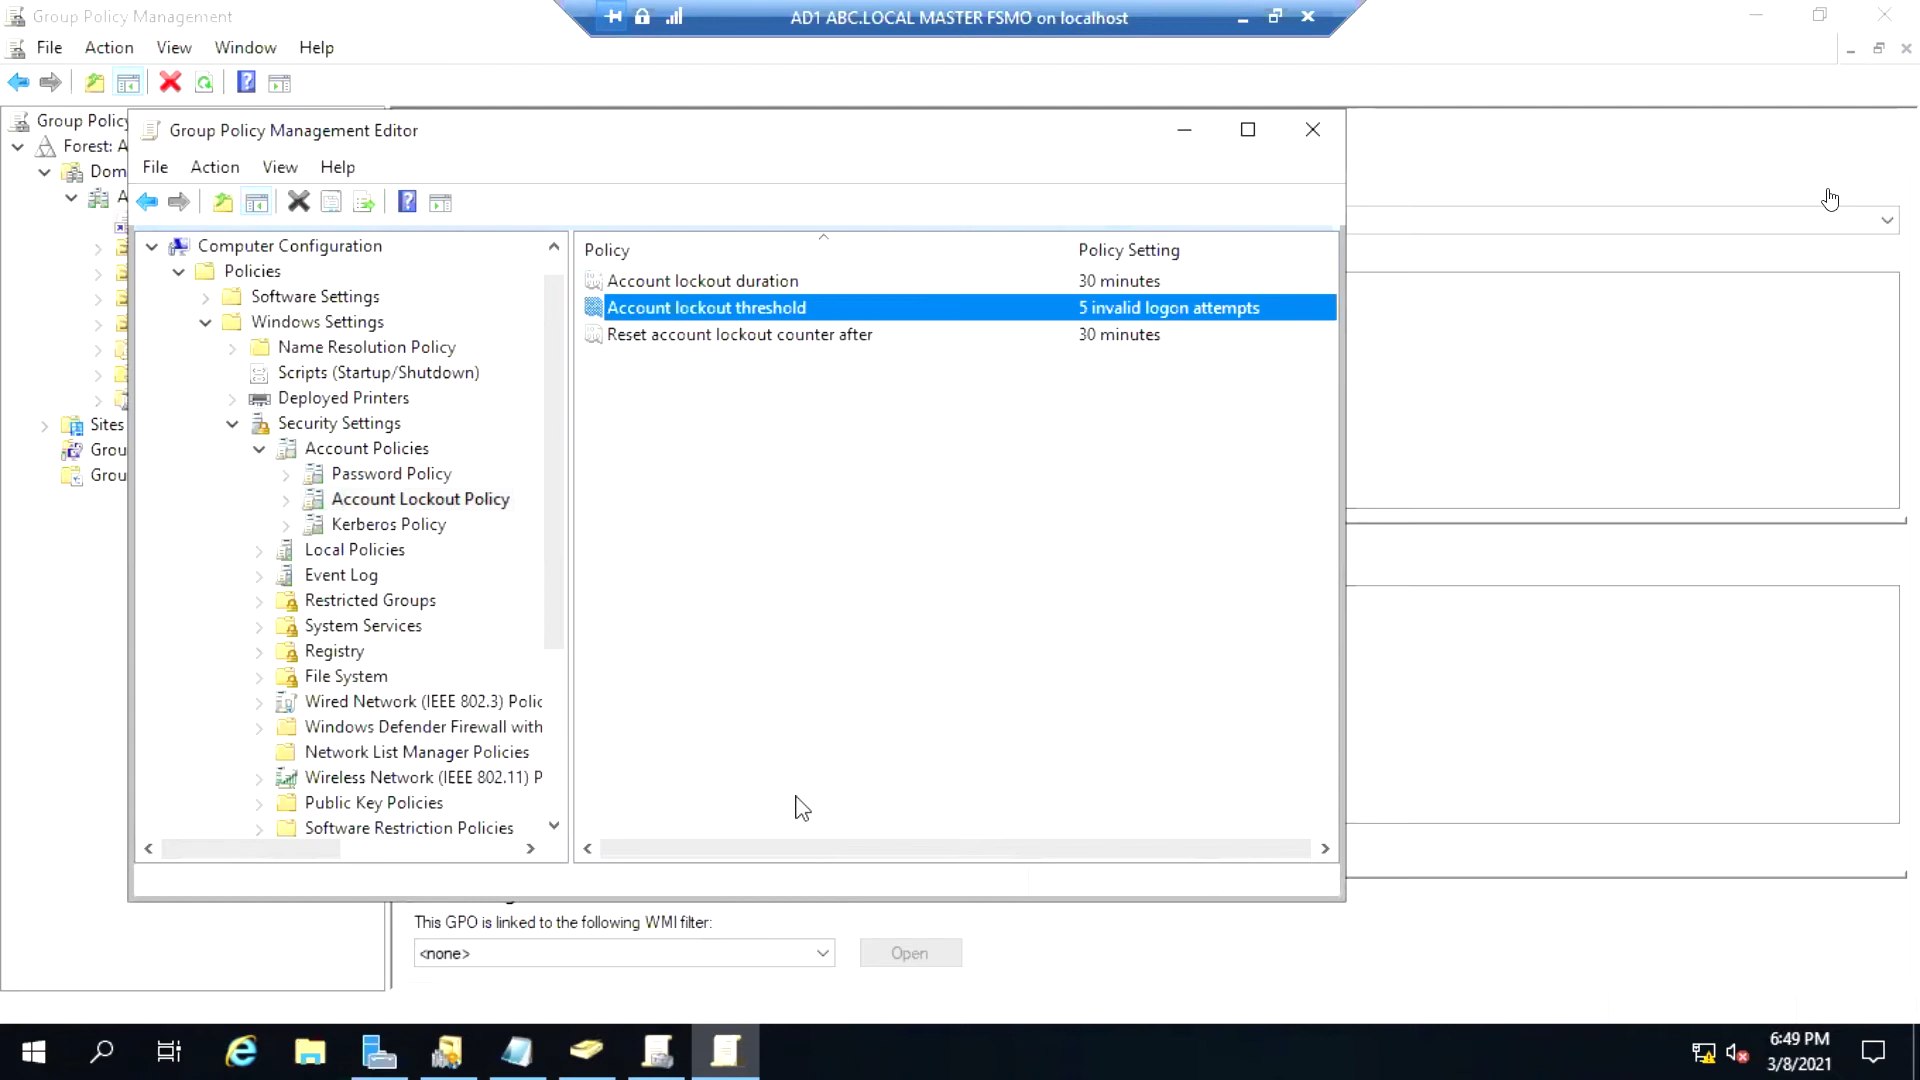 Group Policy Management
AD1 ABC.LOCAL MASTER FSMO on localhost
File Action View Window Help
Group Policy
Forest: A
Dom
A
Sites
Grou
Grou
Group Policy Management Editor
File Action View Help
Computer Configuration
Policies
Software Settings
Windows Settings
Name Resolution Policy
Scripts (Startup/Shutdown)
Deployed Printers
Security Settings
Account Policies
Password Policy
Account Lockout Policy
Kerberos Policy
Local Policies
Event Log
Restricted Groups
System Services
Registry
File System
Wired Network (IEEE 802.3) Polic
Windows Defender Firewall with
Network List Manager Policies
Wireless Network (IEEE 802.11) P
Public Key Policies
Software Restriction Policies
Policy Policy Setting
Account lockout duration 30 minutes
Account lockout threshold 5 invalid logon attempts
Reset account lockout counter after 30 minutes
This GPO is linked to the following WMI filter:
<none>
Open
6:49 PM
3/8/2021